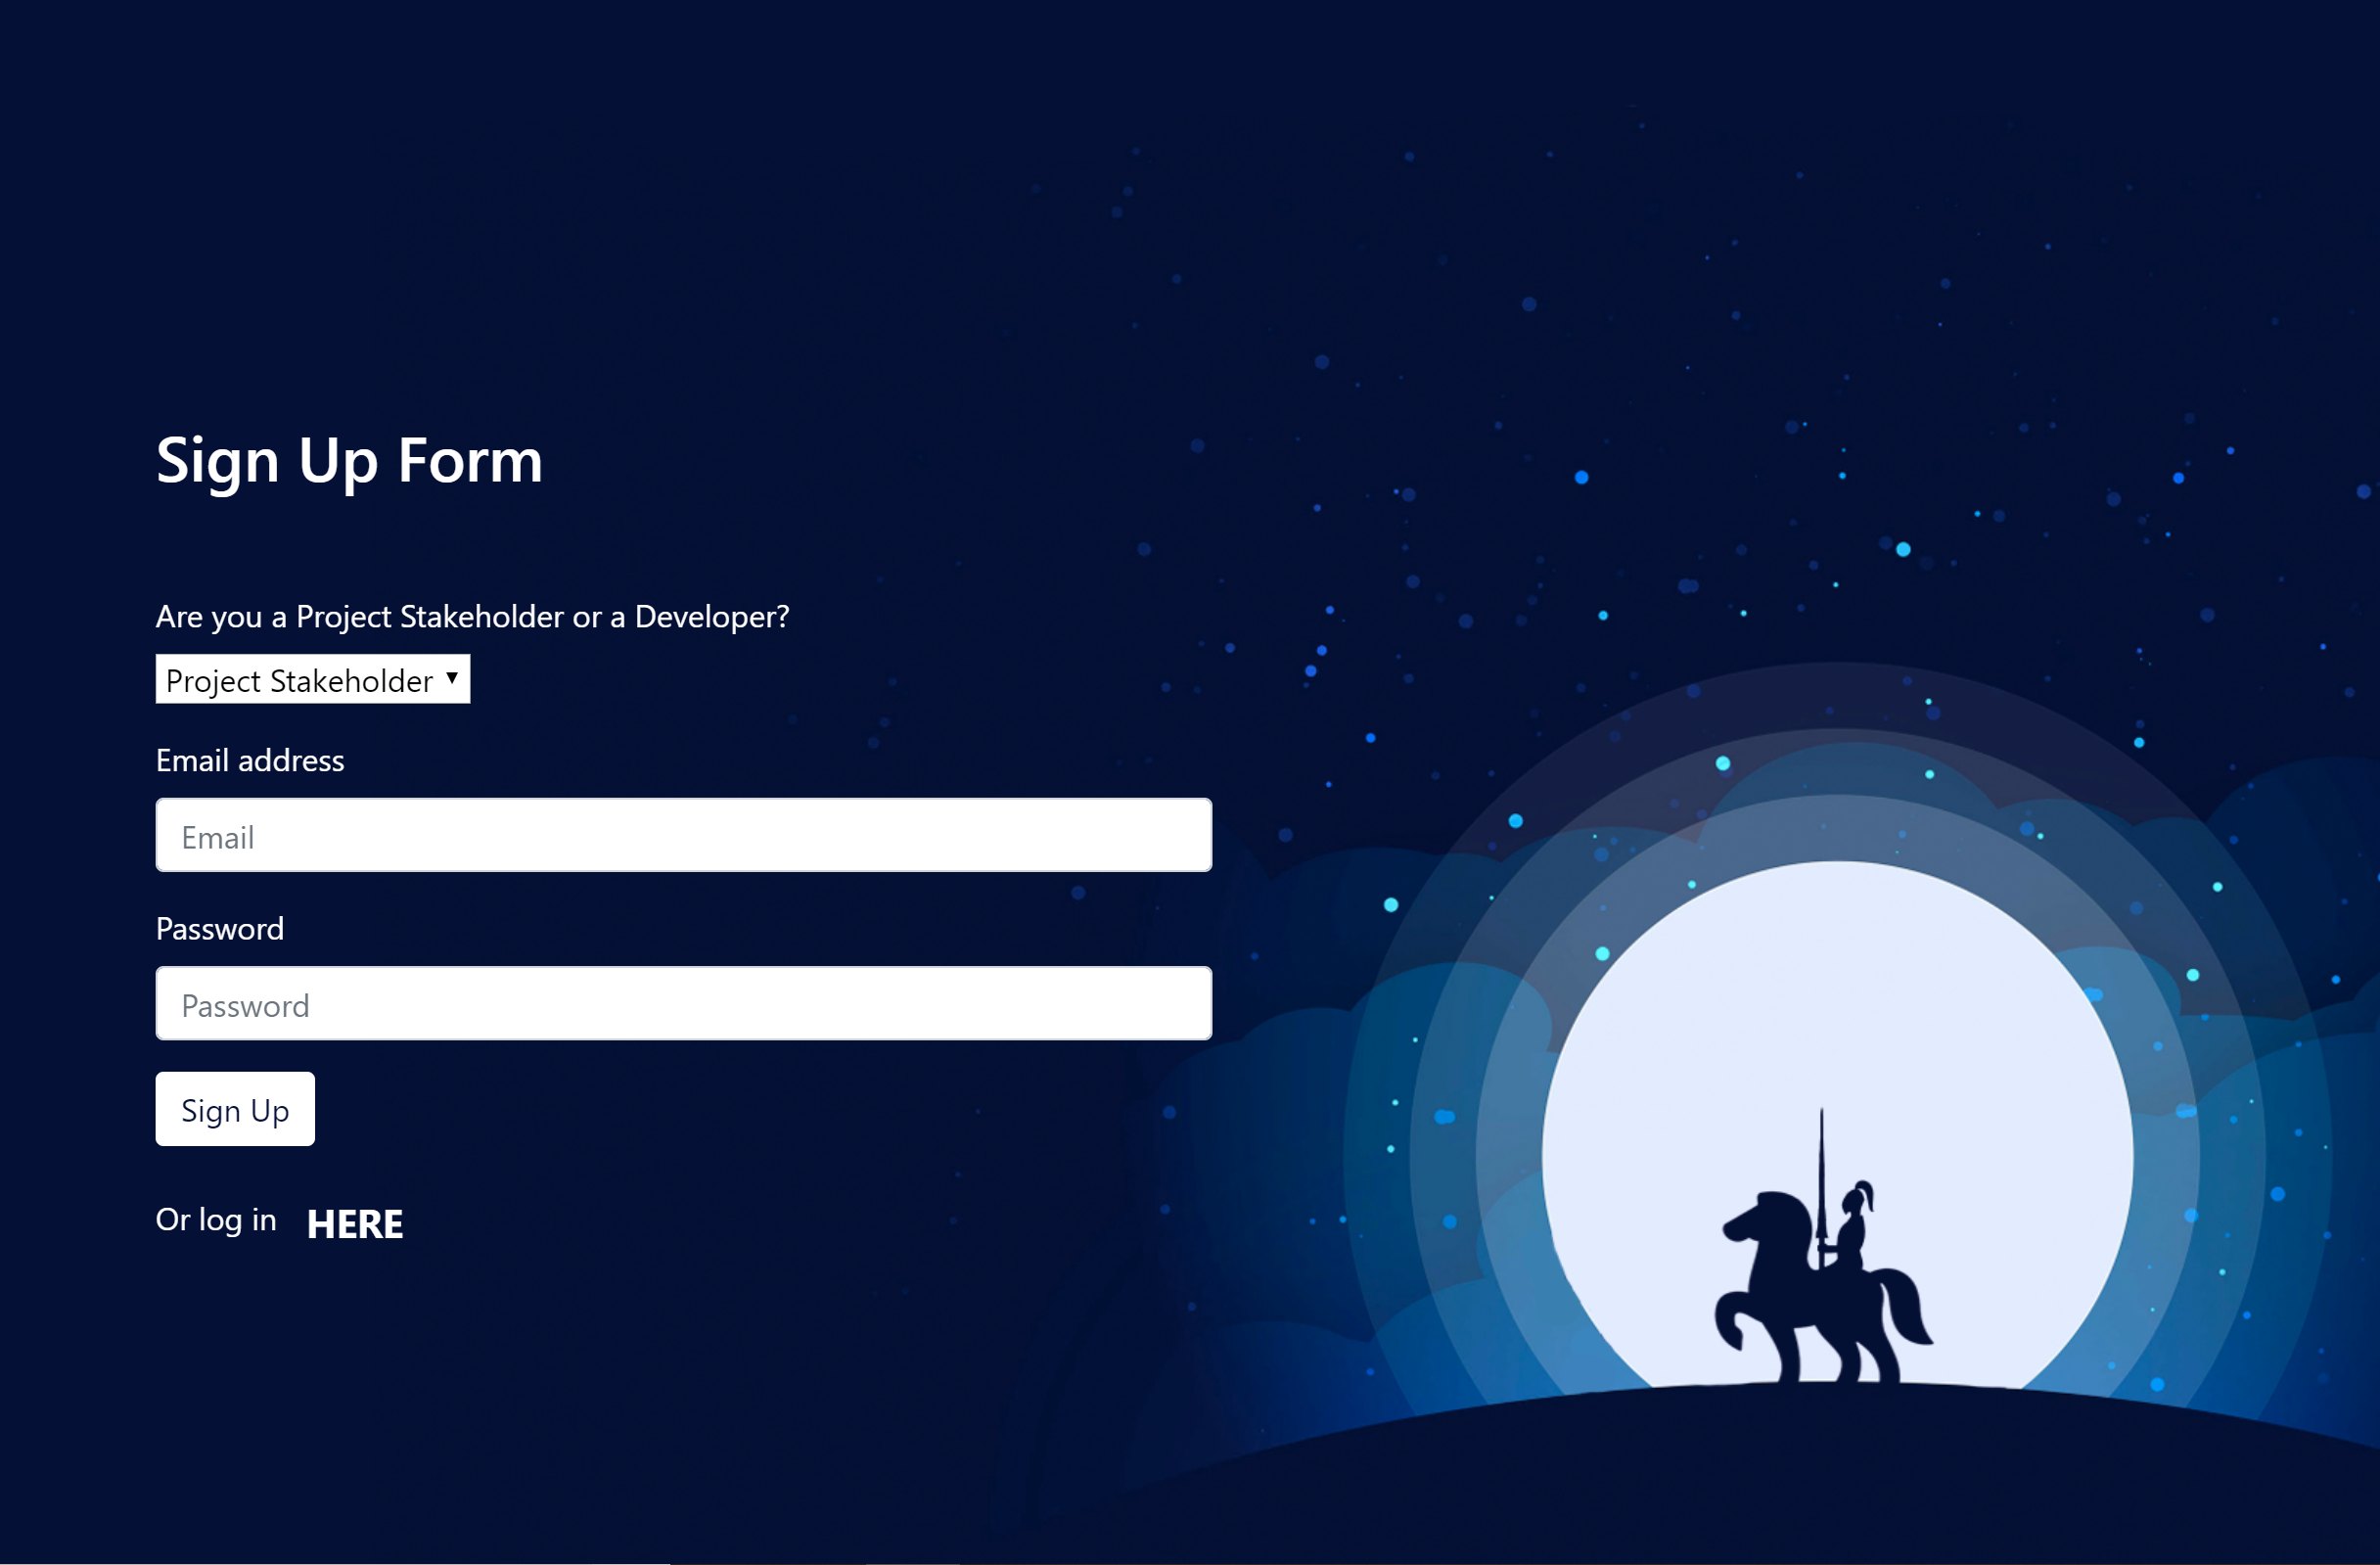 Sign Up Form
Are you a Project Stakeholder or a Developer?
Project Stakeholder
Email address
Email
Password
Password
Sign Up
Or log in HERE